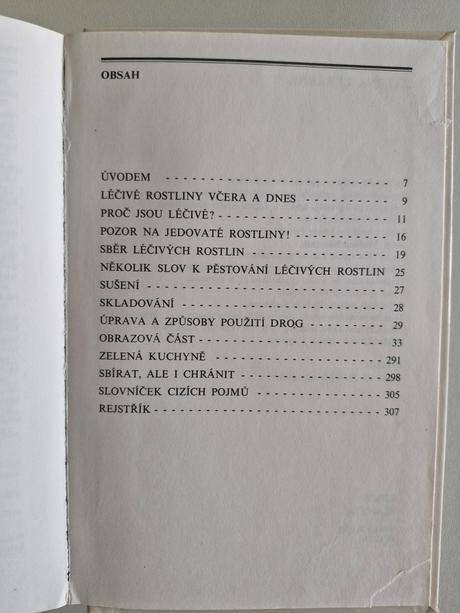 OBSAH
ÚVODEM - - - - - - - - - - - - - - - - - - - - - - - - - - 7
LÉČIVÉ ROSTLINY VČERA A DNES - - - - - - - - - - - 9
PROČ JSOU LÉČIVÉ? - - - - - - - - - - - - - - - - - - - - 11
POZOR NA JEDOVATÉ ROSTLINY! - - - - - - - - - - - - 16
SBĚR LÉČIVÝCH ROSTLIN - - - - - - - - - - - - - - - - - 19
NĚKOLIK SLOV K PĚSTOVÁNÍ LÉČIVÝCH ROSTLIN 25
SUŠENÍ - - - - - - - - - - - - - - - - - - - - - - - - - - - 27
SKLADOVÁNÍ - - - - - - - - - - - - - - - - - - - - - - - - 28
ÚPRAVA A ZPŮSOBY POUŽITÍ DROG - - - - - - - - - - 29
OBRAZOVÁ ČÁST - - - - - - - - - - - - - - - - - - - - - - 33
ZELENÁ KUCHYNĚ - - - - - - - - - - - - - - - - - - - - 291
SBÍRAT, ALE I CHRÁNIT - - - - - - - - - - - - - - - - - 298
SLOVNÍČEK CIZÍCH POJMŮ - - - - - - - - - - - - - - - 305
REJSTŘÍK - - - - - - - - - - - - - - - - - - - - - - - - - - 307